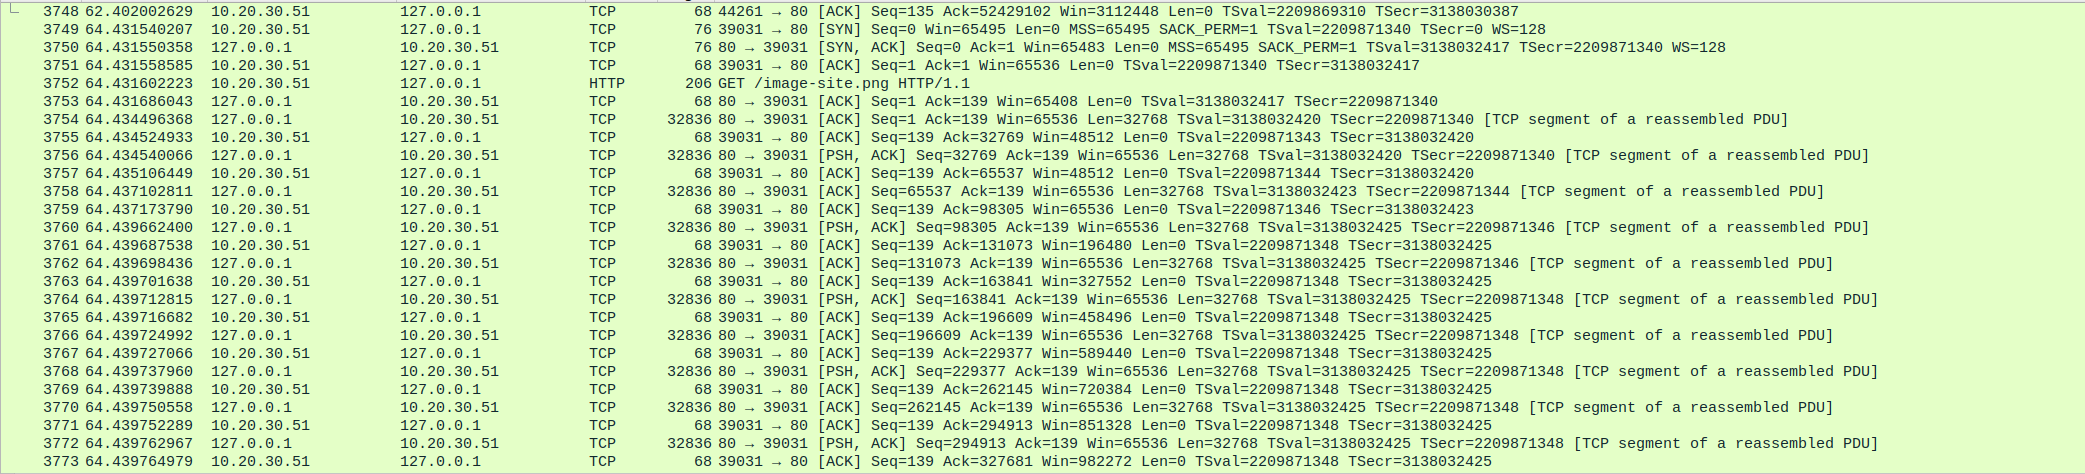 3748 62.402002629 10.20.30.51 127.0.0.1 TCP 68 44261 → 80 [ACK] Seq=135 Ack=52429102 Win=3112448 Len=0 TSval=2209869310 TSecr=3138030387
3749 64.431540207 10.20.30.51 127.0.0.1 TCP 76 39031 → 80 [SYN] Seq=0 Win=65495 Len=0 MSS=65495 SACK_PERM=1 TSval=2209871340 TSecr=0 WS=128
3750 64.431550358 127.0.0.1 10.20.30.51 TCP 76 80 → 39031 [SYN, ACK] Seq=0 Ack=1 Win=65483 Len=0 MSS=65495 SACK_PERM=1 TSval=3138032417 TSecr=2209871340 WS=128
3751 64.431558585 10.20.30.51 127.0.0.1 TCP 68 39031 → 80 [ACK] Seq=1 Ack=1 Win=65536 Len=0 TSval=2209871340 TSecr=3138032417
3752 64.431602223 10.20.30.51 127.0.0.1 HTTP 206 GET /image-site.png HTTP/1.1
3753 64.431686043 127.0.0.1 10.20.30.51 TCP 68 80 → 39031 [ACK] Seq=1 Ack=139 Win=65408 Len=0 TSval=3138032417 TSecr=2209871340
3754 64.434496368 127.0.0.1 10.20.30.51 TCP 32836 80 → 39031 [ACK] Seq=1 Ack=139 Win=65536 Len=32768 TSval=3138032420 TSecr=2209871340 [TCP segment of a reassembled PDU]
3755 64.434524933 10.20.30.51 127.0.0.1 TCP 68 39031 → 80 [ACK] Seq=139 Ack=32769 Win=48512 Len=0 TSval=2209871343 TSecr=3138032420
3756 64.434540066 127.0.0.1 10.20.30.51 TCP 32836 80 → 39031 [PSH, ACK] Seq=32769 Ack=139 Win=65536 Len=32768 TSval=3138032420 TSecr=2209871340 [TCP segment of a reassembled PDU]
3757 64.435106449 10.20.30.51 127.0.0.1 TCP 68 39031 → 80 [ACK] Seq=139 Ack=65537 Win=48512 Len=0 TSval=2209871344 TSecr=3138032420
3758 64.437102811 127.0.0.1 10.20.30.51 TCP 32836 80 → 39031 [ACK] Seq=65537 Ack=139 Win=65536 Len=32768 TSval=3138032423 TSecr=2209871344 [TCP segment of a reassembled PDU]
3759 64.437173790 10.20.30.51 127.0.0.1 TCP 68 39031 → 80 [ACK] Seq=139 Ack=98305 Win=65536 Len=0 TSval=2209871346 TSecr=3138032423
3760 64.439662400 127.0.0.1 10.20.30.51 TCP 32836 80 → 39031 [PSH, ACK] Seq=98305 Ack=139 Win=65536 Len=32768 TSval=3138032425 TSecr=2209871346 [TCP segment of a reassembled PDU]
3761 64.439687538 10.20.30.51 127.0.0.1 TCP 68 39031 → 80 [ACK] Seq=139 Ack=131073 Win=196480 Len=0 TSval=2209871348 TSecr=3138032425
3762 64.439698436 127.0.0.1 10.20.30.51 TCP 32836 80 → 39031 [ACK] Seq=131073 Ack=139 Win=65536 Len=32768 TSval=3138032425 TSecr=2209871346 [TCP segment of a reassembled PDU]
3763 64.439701638 10.20.30.51 127.0.0.1 TCP 68 39031 → 80 [ACK] Seq=139 Ack=163841 Win=327552 Len=0 TSval=2209871348 TSecr=3138032425
3764 64.439712815 127.0.0.1 10.20.30.51 TCP 32836 80 → 39031 [PSH, ACK] Seq=163841 Ack=139 Win=65536 Len=32768 TSval=3138032425 TSecr=2209871348 [TCP segment of a reassembled PDU]
3765 64.439716682 10.20.30.51 127.0.0.1 TCP 68 39031 → 80 [ACK] Seq=139 Ack=196609 Win=458496 Len=0 TSval=2209871348 TSecr=3138032425
3766 64.439724992 127.0.0.1 10.20.30.51 TCP 32836 80 → 39031 [ACK] Seq=196609 Ack=139 Win=65536 Len=32768 TSval=3138032425 TSecr=2209871348 [TCP segment of a reassembled PDU]
3767 64.439727066 10.20.30.51 127.0.0.1 TCP 68 39031 → 80 [ACK] Seq=139 Ack=229377 Win=589440 Len=0 TSval=2209871348 TSecr=3138032425
3768 64.439737960 127.0.0.1 10.20.30.51 TCP 32836 80 → 39031 [PSH, ACK] Seq=229377 Ack=139 Win=65536 Len=32768 TSval=3138032425 TSecr=2209871348 [TCP segment of a reassembled PDU]
3769 64.439739888 10.20.30.51 127.0.0.1 TCP 68 39031 → 80 [ACK] Seq=139 Ack=262145 Win=720384 Len=0 TSval=2209871348 TSecr=3138032425
3770 64.439750558 127.0.0.1 10.20.30.51 TCP 32836 80 → 39031 [ACK] Seq=262145 Ack=139 Win=65536 Len=32768 TSval=3138032425 TSecr=2209871348 [TCP segment of a reassembled PDU]
3771 64.439752289 10.20.30.51 127.0.0.1 TCP 68 39031 → 80 [ACK] Seq=139 Ack=294913 Win=851328 Len=0 TSval=2209871348 TSecr=3138032425
3772 64.439762967 127.0.0.1 10.20.30.51 TCP 32836 80 → 39031 [PSH, ACK] Seq=294913 Ack=139 Win=65536 Len=32768 TSval=3138032425 TSecr=2209871348 [TCP segment of a reassembled PDU]
3773 64.439764979 10.20.30.51 127.0.0.1 TCP 68 39031 → 80 [ACK] Seq=139 Ack=327681 Win=982272 Len=0 TSval=2209871348 TSecr=3138032425